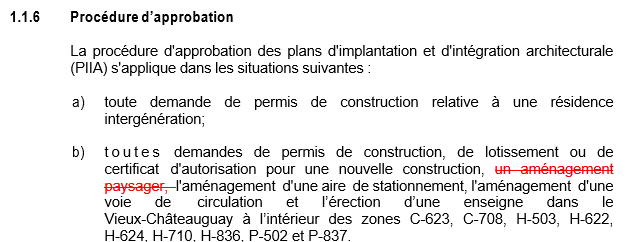 1.1.6 Procédure d'approbation
La procédure d'approbation des plans d'implantation et d'intégration architecturale
(PIIA) s'applique dans les situations suivantes :
a) toute demande de permis de construction relative à une résidence
intergénération;
b) toutes demandes de permis de construction, de lotissement ou de
certificat d'autorisation pour une nouvelle construction, un aménagement
paysager, l'aménagement d'une aire de stationnement, l'aménagement d'une
voie de circulation et l'érection d'une enseigne dans le
Vieux-Châteauguay à l'intérieur des zones C-623, C-708, H-503, H-622,
H-624, H-710, H-836, P-502 et P-837.